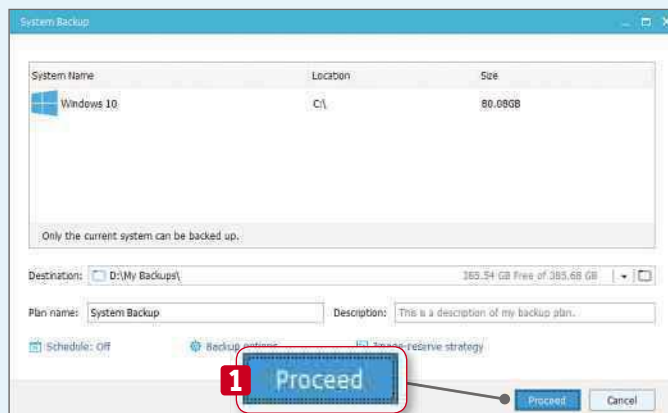 System Backup
System Name Location Size
Windows 10 C:\ 80.08GB
Only the current system can be backed up.
Destination: D:\My Backups\ 365.54 GB Free of 385.68 GB
Plan name: System Backup Description: This is a description of my backup plan.
Schedule: Off Backup options Image-reserve strategy
1 Proceed
Proceed Cancel